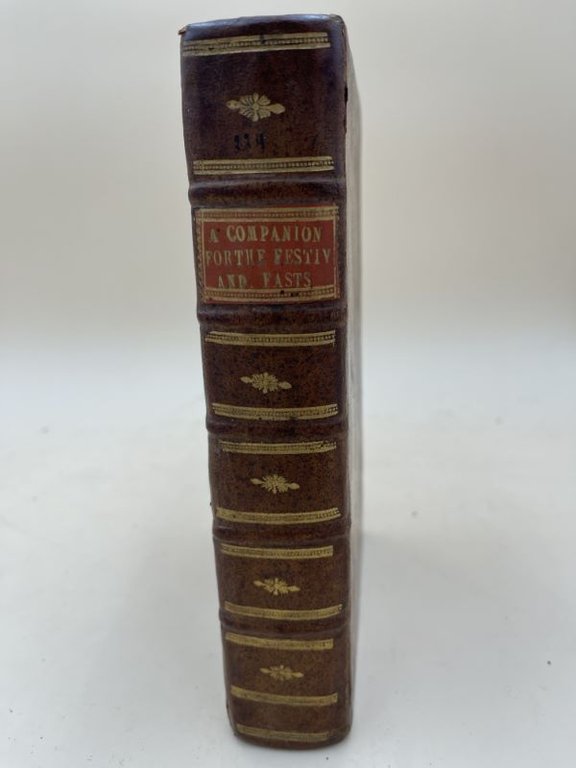 A COMPANION
FOR THE FESTIV
AND FASTS